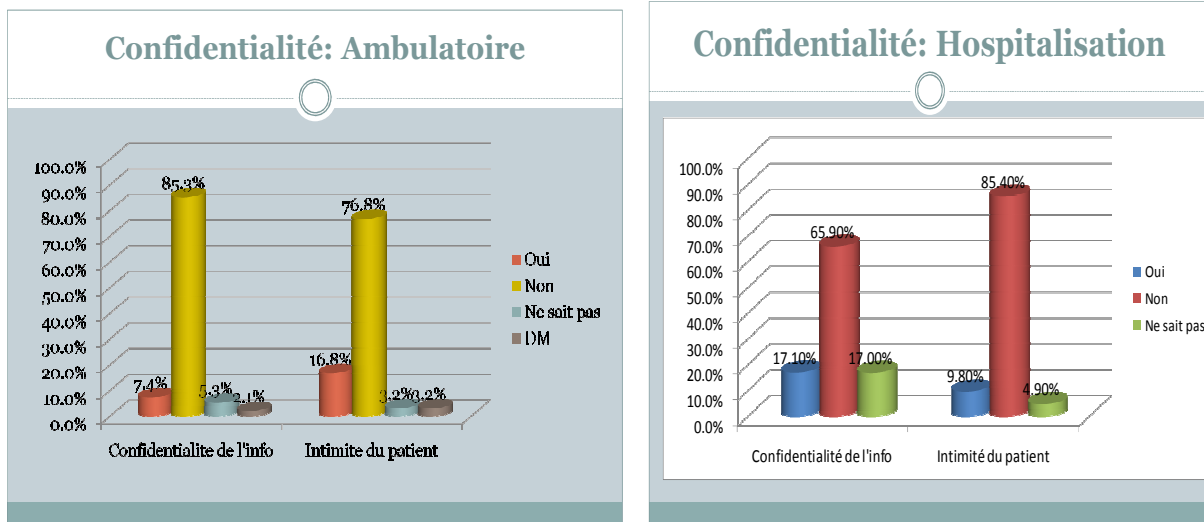 Confidentialité: Ambulatoire
100.0%
90.0%
80.0%
70.0%
60.0%
50.0%
40.0%
30.0%
20.0%
10.0%
0.0%
85.3%
76.8%
7.4%
5.3%
2.1%
16.8%
3.2%
3.2%
Confidentialite de l'info
Intimite du patient
Oui
Non
Ne sait pas
DM
Confidentialité: Hospitalisation
100.0%
90.0%
80.0%
70.0%
60.0%
50.0%
40.0%
30.0%
20.0%
10.0%
0.0%
17.10%
65.90%
17.00%
9.80%
85.40%
4.90%
Confidentialité de l'info
Intimité du patient
Oui
Non
Ne sait pas